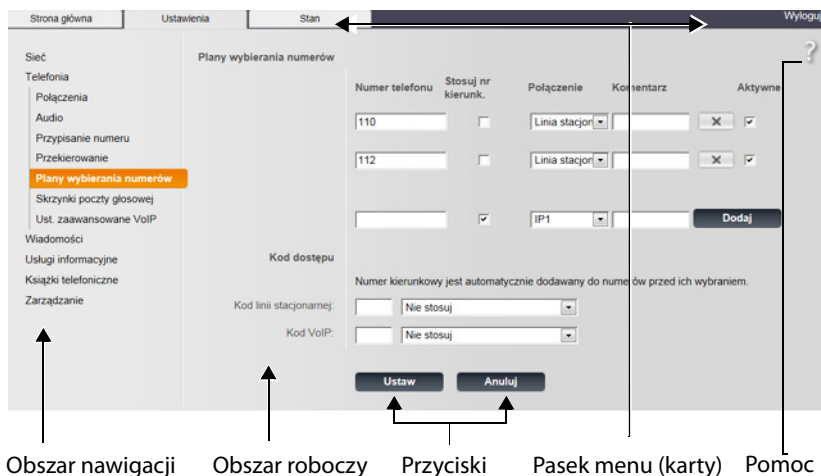 Strona główna Ustawienia Stan Wyloguj
Sieć
Telefonia
Połączenia
Audio
Przypisanie numeru
Przekierowanie
Plany wybierania numerów
Skrzynki poczty głosowej
Ust. zaawansowane VoIP
Wiadomości
Usługi informacyjne
Książki telefoniczne
Zarządzanie
Plany wybierania numerów
?
Numer telefonu Stosuj nr kierunk. Połączenie Komentarz Aktywne
110 Linia stacjon
112 Linia stacjon
IP1 Dodaj
Kod dostępu
Numer kierunkowy jest automatycznie dodawany do numerów przed ich wybraniem.
Kod linii stacjonarnej: Nie stosuj
Kod VoIP: Nie stosuj
Ustaw Anuluj
Obszar nawigacji Obszar roboczy Przyciski Pasek menu (karty) Pomoc